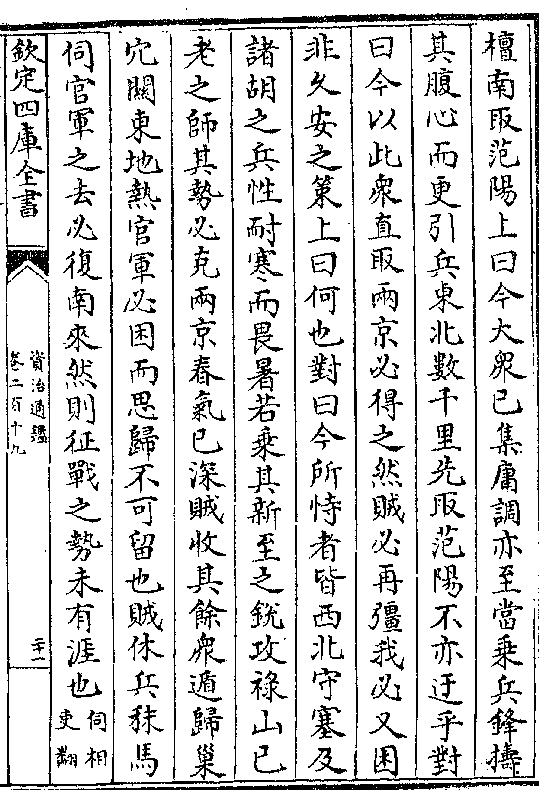 檀南取范陽上曰今大衆已集庸調亦至當乗兵鋒擣
其腹心而更引兵東北數千里先取范陽不亦迂乎對
曰今以此衆直取兩京必得之然賊必再彊我必又困
非久安之策上曰何也對曰今所恃者皆西北守塞及
諸胡之兵性耐寒而畏暑若乗其新至之銳攻祿山已
老之師其勢必克兩京春氣已深賊收其餘衆遁歸巢
穴關東地熱官軍必困而思歸不可留也賊休兵秣馬
伺官軍之去必復南來然則征戰之勢未有涯也伺相
吏翻
欽定四庫全書
資治通鑑
卷二百十九
二十一